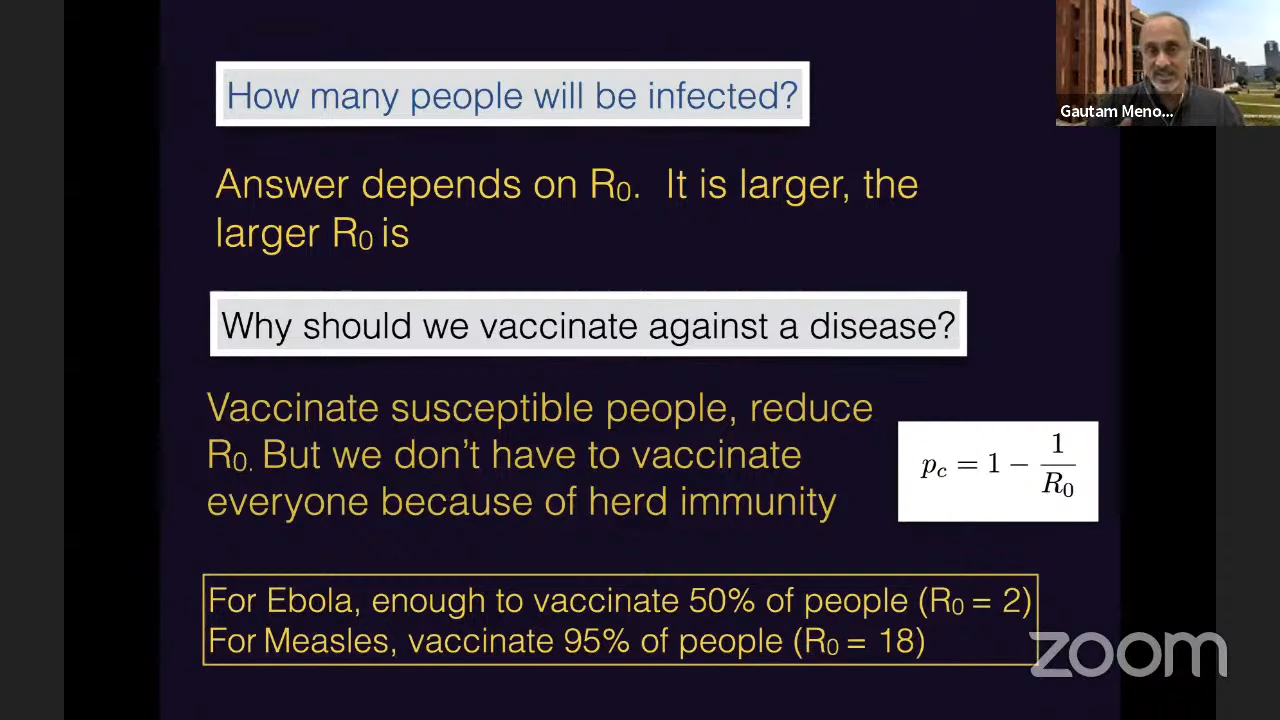 How many people will be infected?
Gautam Meno...
Answer depends on R₀. It is larger, the
larger R₀ is
Why should we vaccinate against a disease?
Vaccinate susceptible people, reduce
R₀. But we don't have to vaccinate
everyone because of herd immunity
p_c = 1 − 1/R₀
For Ebola, enough to vaccinate 50% of people (R₀ = 2)
For Measles, vaccinate 95% of people (R₀ = 18)
zoom